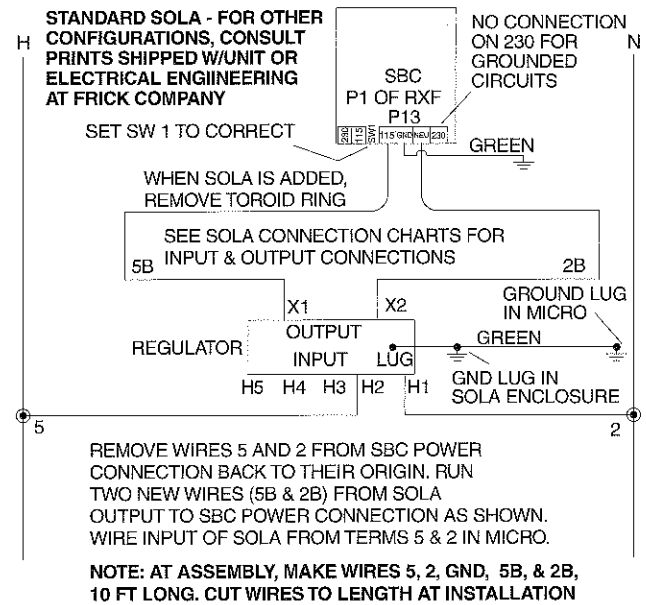 STANDARD SOLA - FOR OTHER
CONFIGURATIONS, CONSULT
PRINTS SHIPPED W/UNIT OR
ELECTRICAL ENGIINEERING
AT FRICK COMPANY
H
NO CONNECTION
ON 230 FOR
GROUNDED
CIRCUITS
N
SBC
P1 OF RXF
P13
SET SW 1 TO CORRECT
230 115 SW1 115 GND NEU 230
GREEN
WHEN SOLA IS ADDED,
REMOVE TOROID RING
SEE SOLA CONNECTION CHARTS FOR
INPUT & OUTPUT CONNECTIONS
5B
2B
X1
X2
GROUND LUG
IN MICRO
REGULATOR
OUTPUT
INPUT LUG
GREEN
H5 H4 H3 H2 H1
GND LUG IN
SOLA ENCLOSURE
5
2
REMOVE WIRES 5 AND 2 FROM SBC POWER
CONNECTION BACK TO THEIR ORIGIN. RUN
TWO NEW WIRES (5B & 2B) FROM SOLA
OUTPUT TO SBC POWER CONNECTION AS SHOWN.
WIRE INPUT OF SOLA FROM TERMS 5 & 2 IN MICRO.
NOTE: AT ASSEMBLY, MAKE WIRES 5, 2, GND, 5B, & 2B,
10 FT LONG. CUT WIRES TO LENGTH AT INSTALLATION